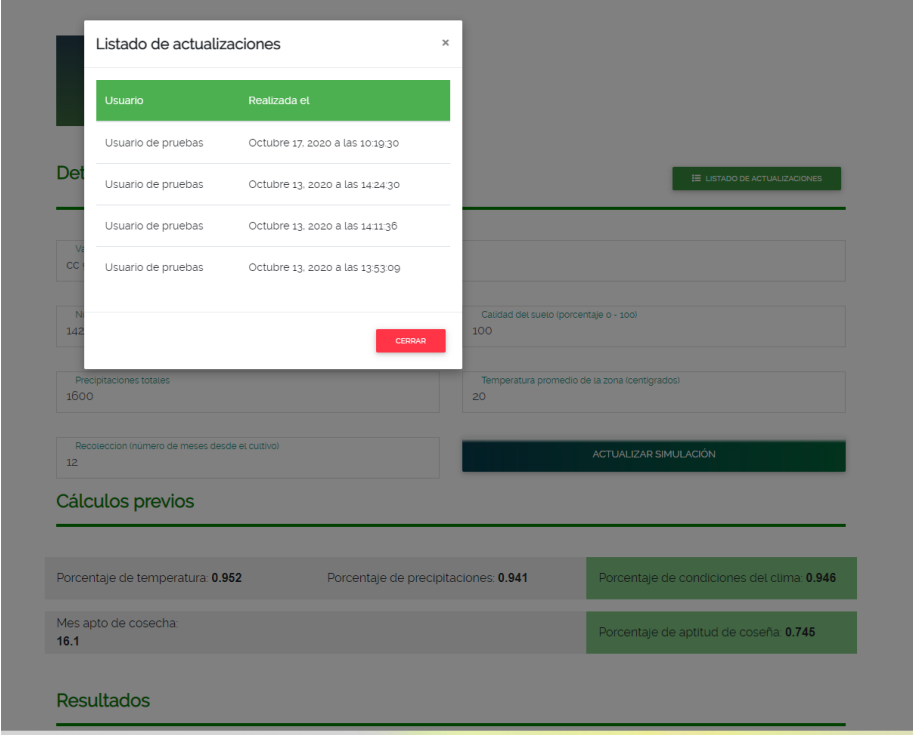 Listado de actualizaciones ×
Usuario Realizada el
Usuario de pruebas Octubre 17, 2020 a las 10:19:30
Usuario de pruebas Octubre 13, 2020 a las 14:24:30
Usuario de pruebas Octubre 13, 2020 a las 14:11:36
Usuario de pruebas Octubre 13, 2020 a las 13:53:09
CERRAR
Det
LISTADO DE ACTUALIZACIONES
Va
CC
142
Calidad del suelo (porcentaje 0 - 100)
100
Precipitaciones totales
1600
Temperatura promedio de la zona (centigrados)
20
Recoleccion (número de meses desde el cultivo)
12
ACTUALIZAR SIMULACIÓN
Cálculos previos
Porcentaje de temperatura: 0.952
Porcentaje de precipitaciones: 0.941
Porcentaje de condiciones del clima: 0.946
Mes apto de cosecha:
16.1
Porcentaje de aptitud de coseña: 0.745
Resultados